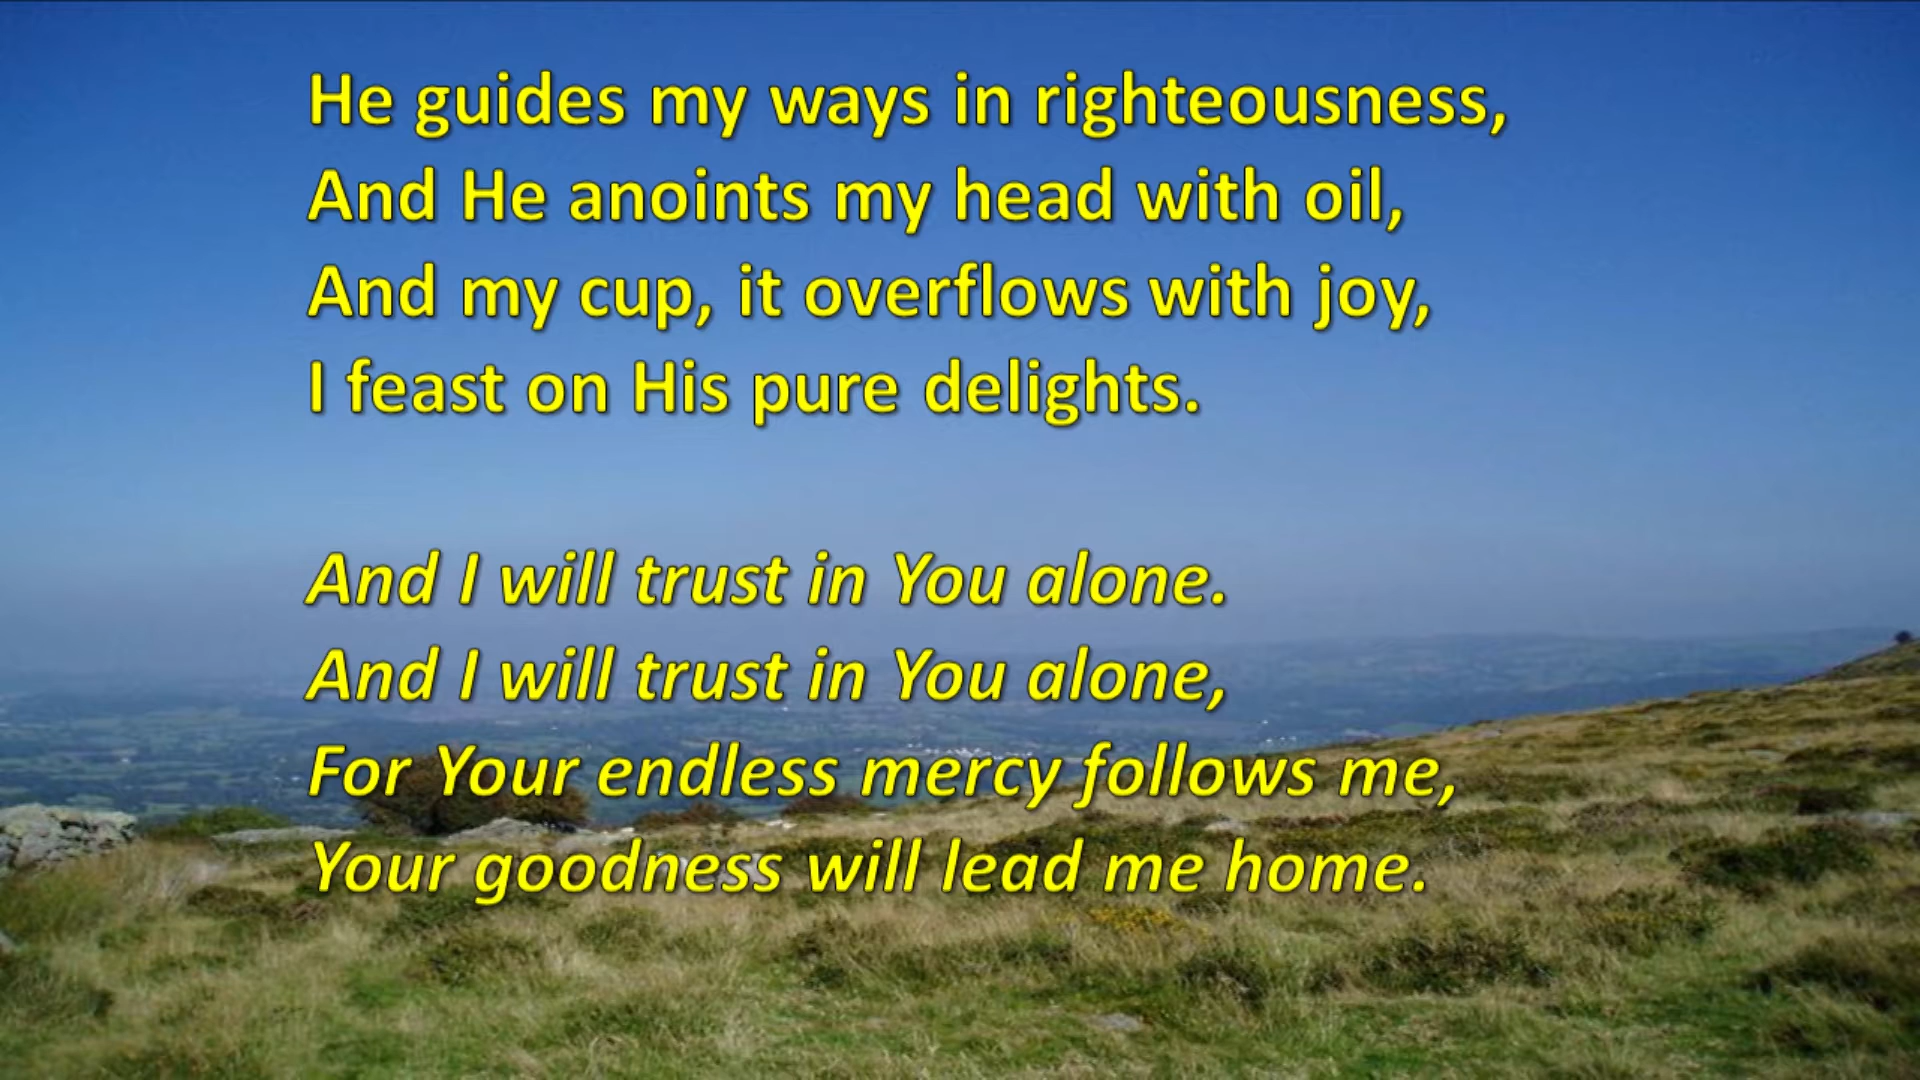 He guides my ways in righteousness,
And He anoints my head with oil,
And my cup, it overflows with joy,
I feast on His pure delights.
And I will trust in You alone.
And I will trust in You alone,
For Your endless mercy follows me,
Your goodness will lead me home.